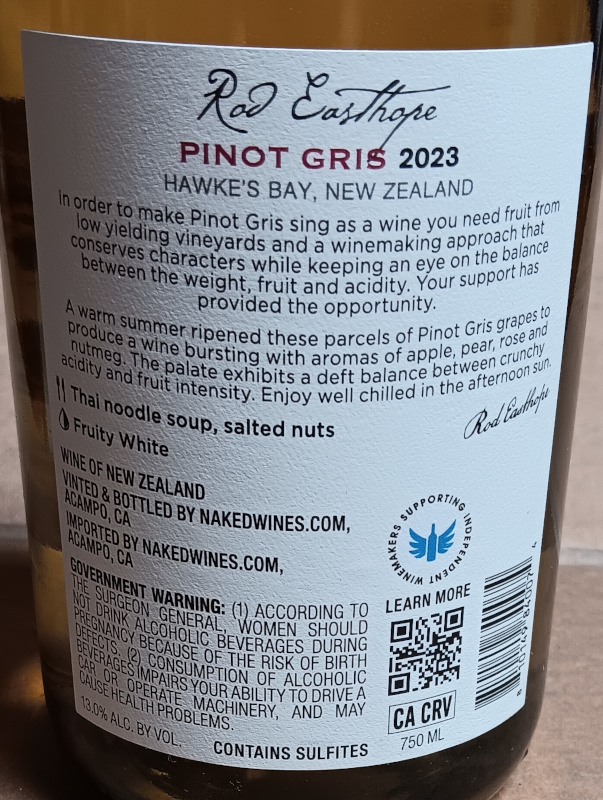 Rod Easthope
PINOT GRIS 2023
HAWKE'S BAY, NEW ZEALAND
In order to make Pinot Gris sing as a wine you need fruit from
low yielding vineyards and a winemaking approach that
conserves characters while keeping an eye on the balance
between the weight, fruit and acidity. Your support has
provided the opportunity.
A warm summer ripened these parcels of Pinot Gris grapes to
produce a wine bursting with aromas of apple, pear, rose and
nutmeg. The palate exhibits a deft balance between crunchy
acidity and fruit intensity. Enjoy well chilled in the afternoon sun.
Rod Easthope
Thai noodle soup, salted nuts
Fruity White
WINE OF NEW ZEALAND
VINTED & BOTTLED BY NAKEDWINES.COM,
ACAMPO, CA
IMPORTED BY NAKEDWINES.COM,
ACAMPO, CA
GOVERNMENT WARNING: (1) ACCORDING TO
THE SURGEON GENERAL, WOMEN SHOULD
NOT DRINK ALCOHOLIC BEVERAGES DURING
PREGNANCY BECAUSE OF THE RISK OF BIRTH
DEFECTS. (2) CONSUMPTION OF ALCOHOLIC
BEVERAGES IMPAIRS YOUR ABILITY TO DRIVE A
CAR OR OPERATE MACHINERY, AND MAY
CAUSE HEALTH PROBLEMS.
13.0% ALC. BY VOL.
CONTAINS SULFITES
SUPPORTING INDEPENDENT WINEMAKERS
LEARN MORE
CA CRV
750 ML